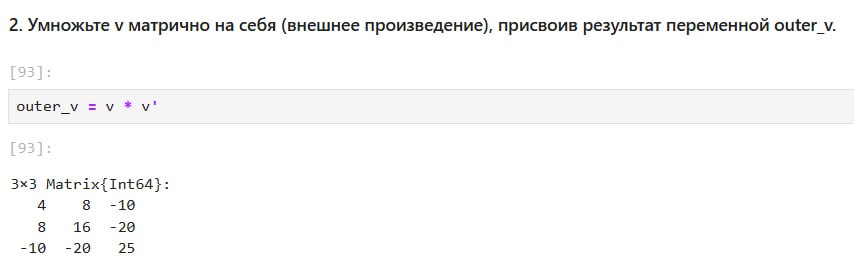 2. Умножьте v матрично на себя (внешнее произведение), присвоив результат переменной outer_v.
[93]:
outer_v = v * v'
[93]:
3×3 Matrix{Int64}:
4 8 -10
8 16 -20
-10 -20 25